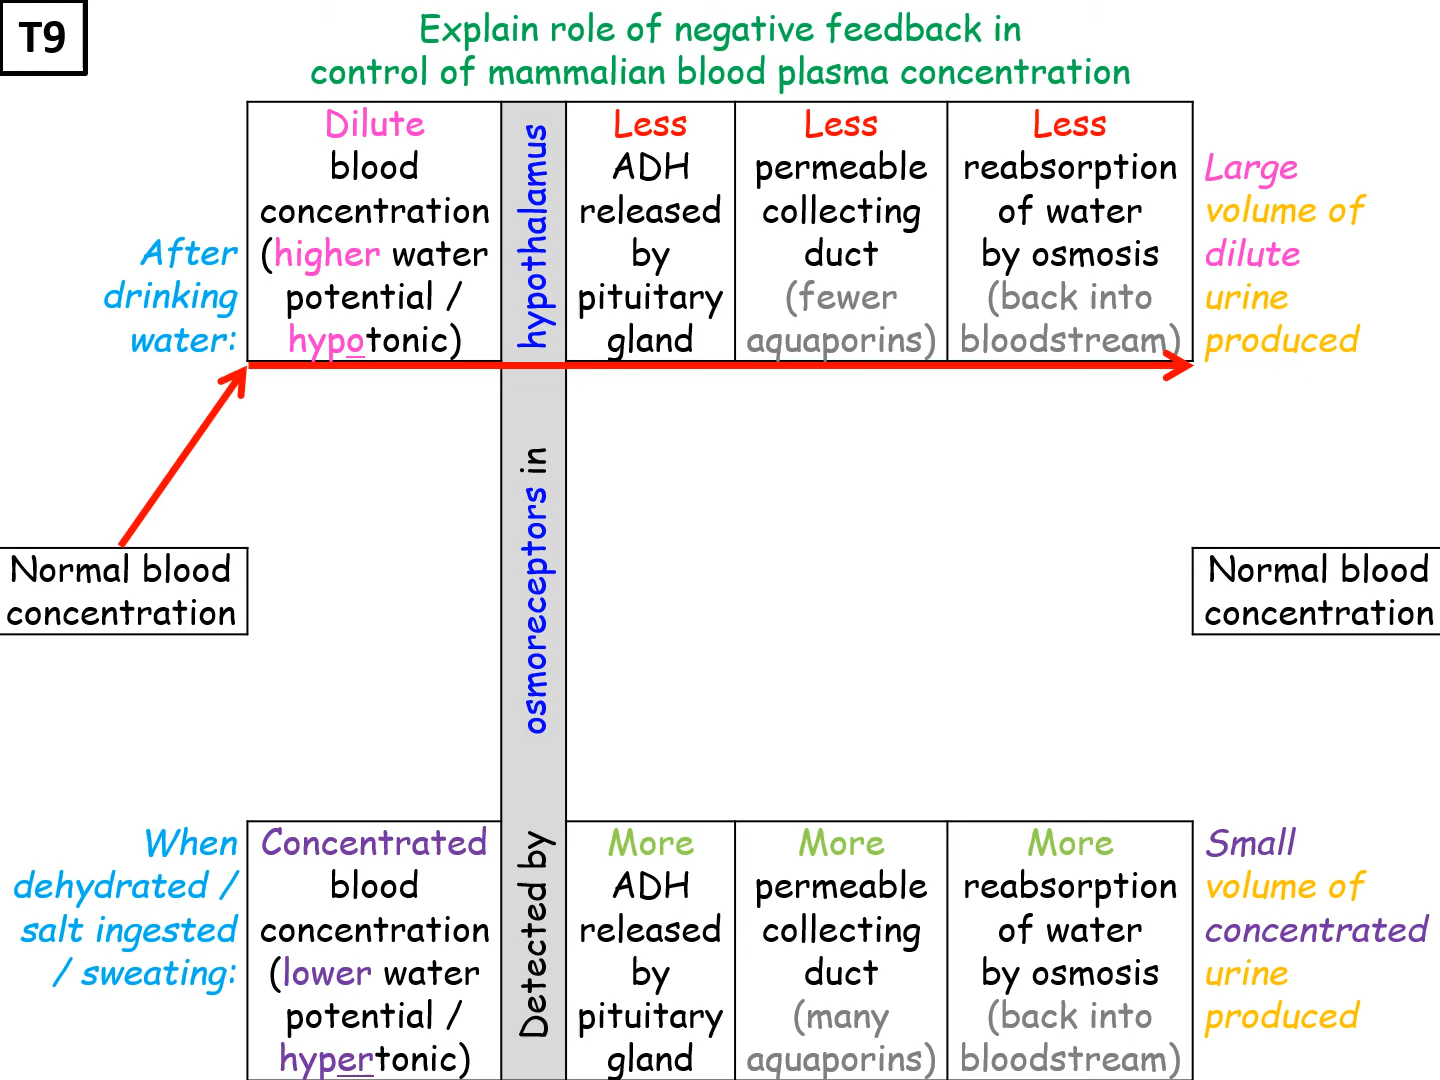 T9
Explain role of negative feedback in
control of mammalian blood plasma concentration
After
drinking
water:
Dilute
blood
concentration
(higher water
potential /
hypotonic)
Detected by osmoreceptors in hypothalamus
Less
ADH
released
by
pituitary
gland
Less
permeable
collecting
duct
(fewer
aquaporins)
Less
reabsorption
of water
by osmosis
(back into
bloodstream)
Large
volume of
dilute
urine
produced
Normal blood
concentration
Normal blood
concentration
When
dehydrated /
salt ingested
/ sweating:
Concentrated
blood
concentration
(lower water
potential /
hypertonic)
More
ADH
released
by
pituitary
gland
More
permeable
collecting
duct
(many
aquaporins)
More
reabsorption
of water
by osmosis
(back into
bloodstream)
Small
volume of
concentrated
urine
produced